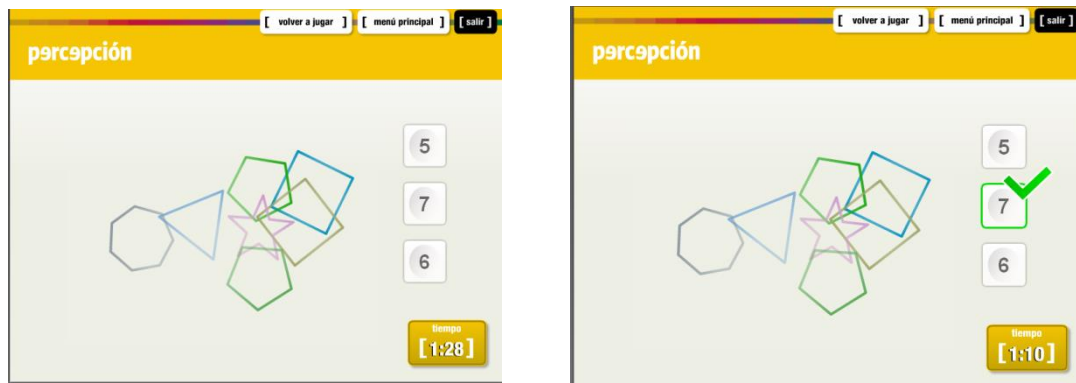 [ volver a jugar ] [ menú principal ] [ salir ]
percepción
5
7
6
tiempo
[ 1:28 ]
[ volver a jugar ] [ menú principal ] [ salir ]
percepción
5
7
6
tiempo
[ 1:10 ]